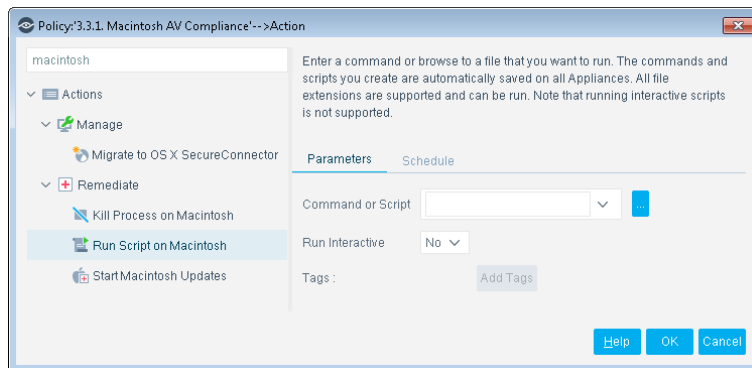 Policy:'3.3.1. Macintosh AV Compliance'-->Action
macintosh
Actions
Manage
Migrate to OS X SecureConnector
Remediate
Kill Process on Macintosh
Run Script on Macintosh
Start Macintosh Updates
Enter a command or browse to a file that you want to run. The commands and
scripts you create are automatically saved on all Appliances. All file
extensions are supported and can be run. Note that running interactive scripts
is not supported.
Parameters Schedule
Command or Script ...
Run Interactive No
Tags : Add Tags
Help OK Cancel